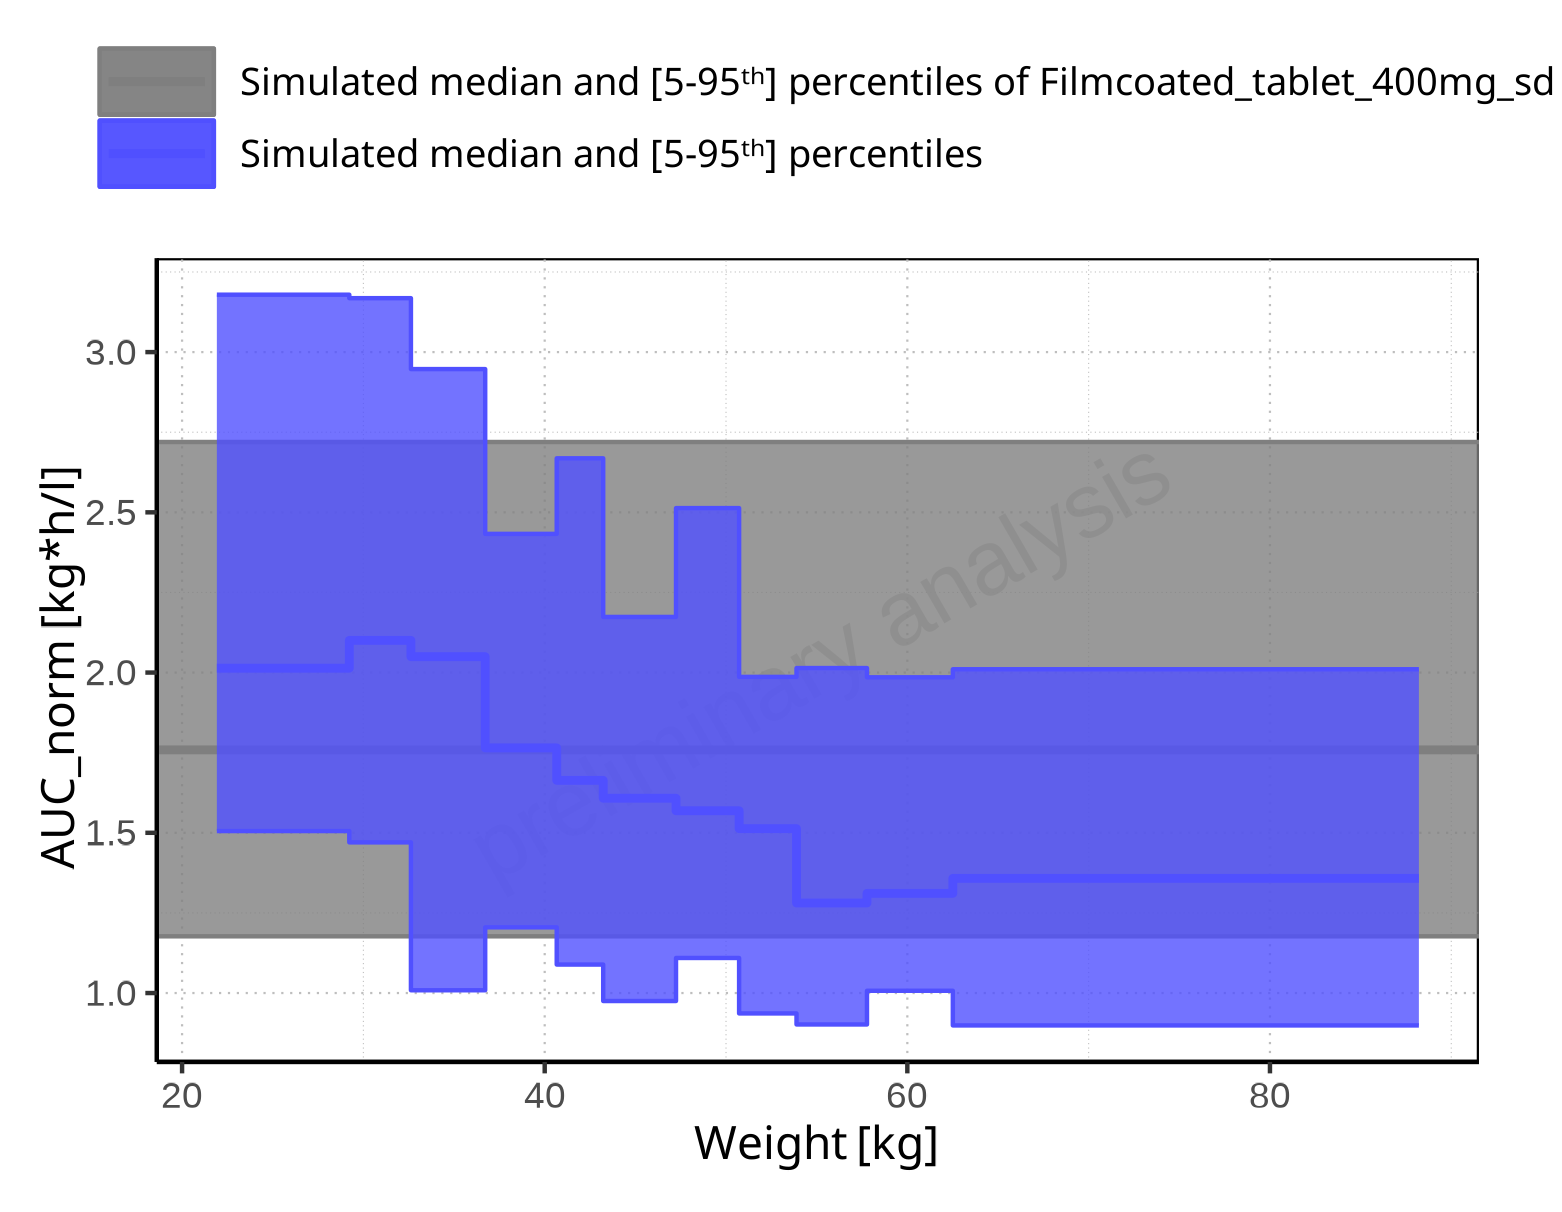 Simulated median and [5-95ᵗʰ] percentiles of Filmcoated_tablet_400mg_sd
Simulated median and [5-95ᵗʰ] percentiles
3.0
2.5
2.0
1.5
1.0
AUC_norm [kg*h/l]
preliminary analysis
20 40 60 80
Weight [kg]